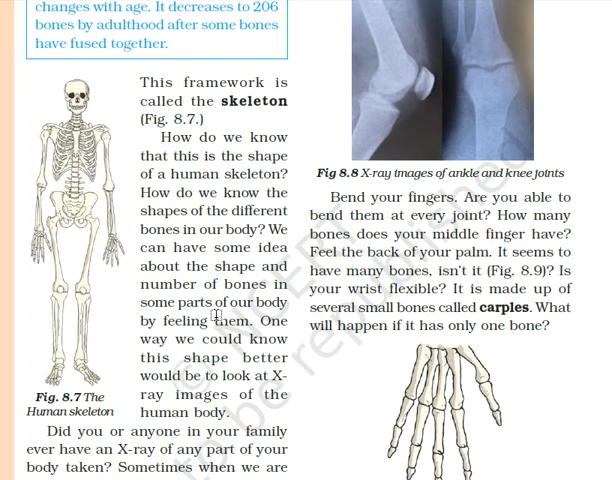 changes with age. It decreases to 206
bones by adulthood after some bones
have fused together.
This framework is
called the skeleton
(Fig. 8.7.)
How do we know
that this is the shape
of a human skeleton?
How do we know the
shapes of the different
bones in our body? We
can have some idea
about the shape and
number of bones in
some parts of our body
by feeling them. One
way we could know
this shape better
would be to look at X-
ray images of the
human body.
Fig. 8.7 The
Human skeleton
Did you or anyone in your family
ever have an X-ray of any part of your
body taken? Sometimes when we are
Fig 8.8 X-ray images of ankle and knee joints
Bend your fingers. Are you able to
bend them at every joint? How many
bones does your middle finger have?
Feel the back of your palm. It seems to
have many bones, isn't it (Fig. 8.9)? Is
your wrist flexible? It is made up of
several small bones called carples. What
will happen if it has only one bone?
© NCERT
to be republished